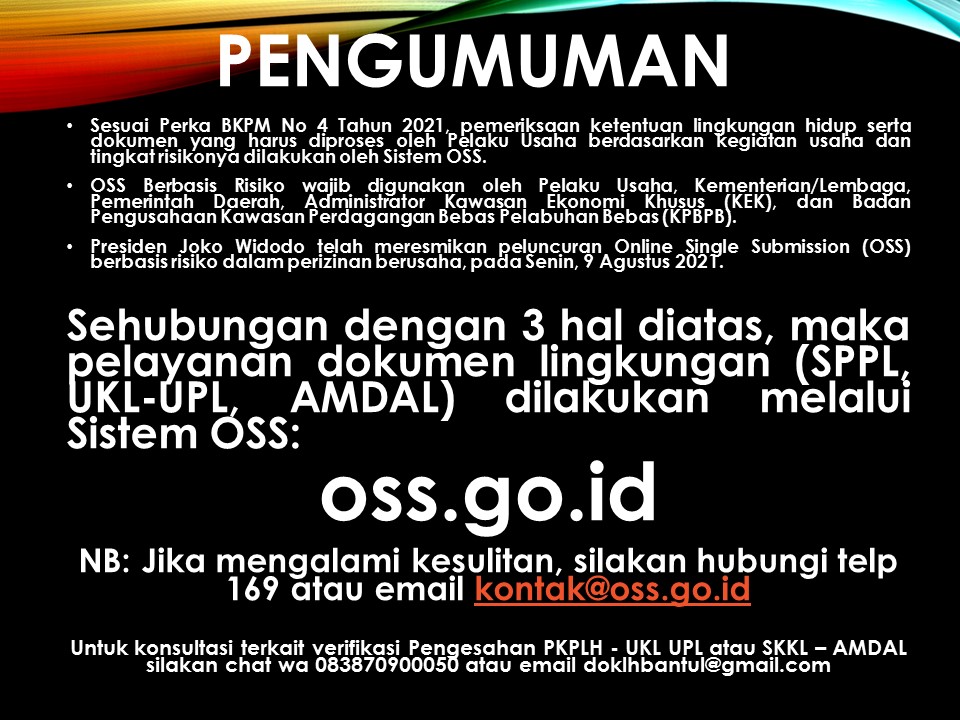 PENGUMUMAN
• Sesuai Perka BKPM No 4 Tahun 2021, pemeriksaan ketentuan lingkungan hidup serta
dokumen yang harus diproses oleh Pelaku Usaha berdasarkan kegiatan usaha dan
tingkat risikonya dilakukan oleh Sistem OSS.
• OSS Berbasis Risiko wajib digunakan oleh Pelaku Usaha, Kementerian/Lembaga,
Pemerintah Daerah, Administrator Kawasan Ekonomi Khusus (KEK), dan Badan
Pengusahaan Kawasan Perdagangan Bebas Pelabuhan Bebas (KPBPB).
• Presiden Joko Widodo telah meresmikan peluncuran Online Single Submission (OSS)
berbasis risiko dalam perizinan berusaha, pada Senin, 9 Agustus 2021.
Sehubungan dengan 3 hal diatas, maka
pelayanan dokumen lingkungan (SPPL,
UKL-UPL, AMDAL) dilakukan melalui
Sistem OSS:
oss.go.id
NB: Jika mengalami kesulitan, silakan hubungi telp
169 atau email kontak@oss.go.id
Untuk konsultasi terkait verifikasi Pengesahan PKPLH - UKL UPL atau SKKL – AMDAL
silakan chat wa 083870900050 atau email doklhbantul@gmail.com